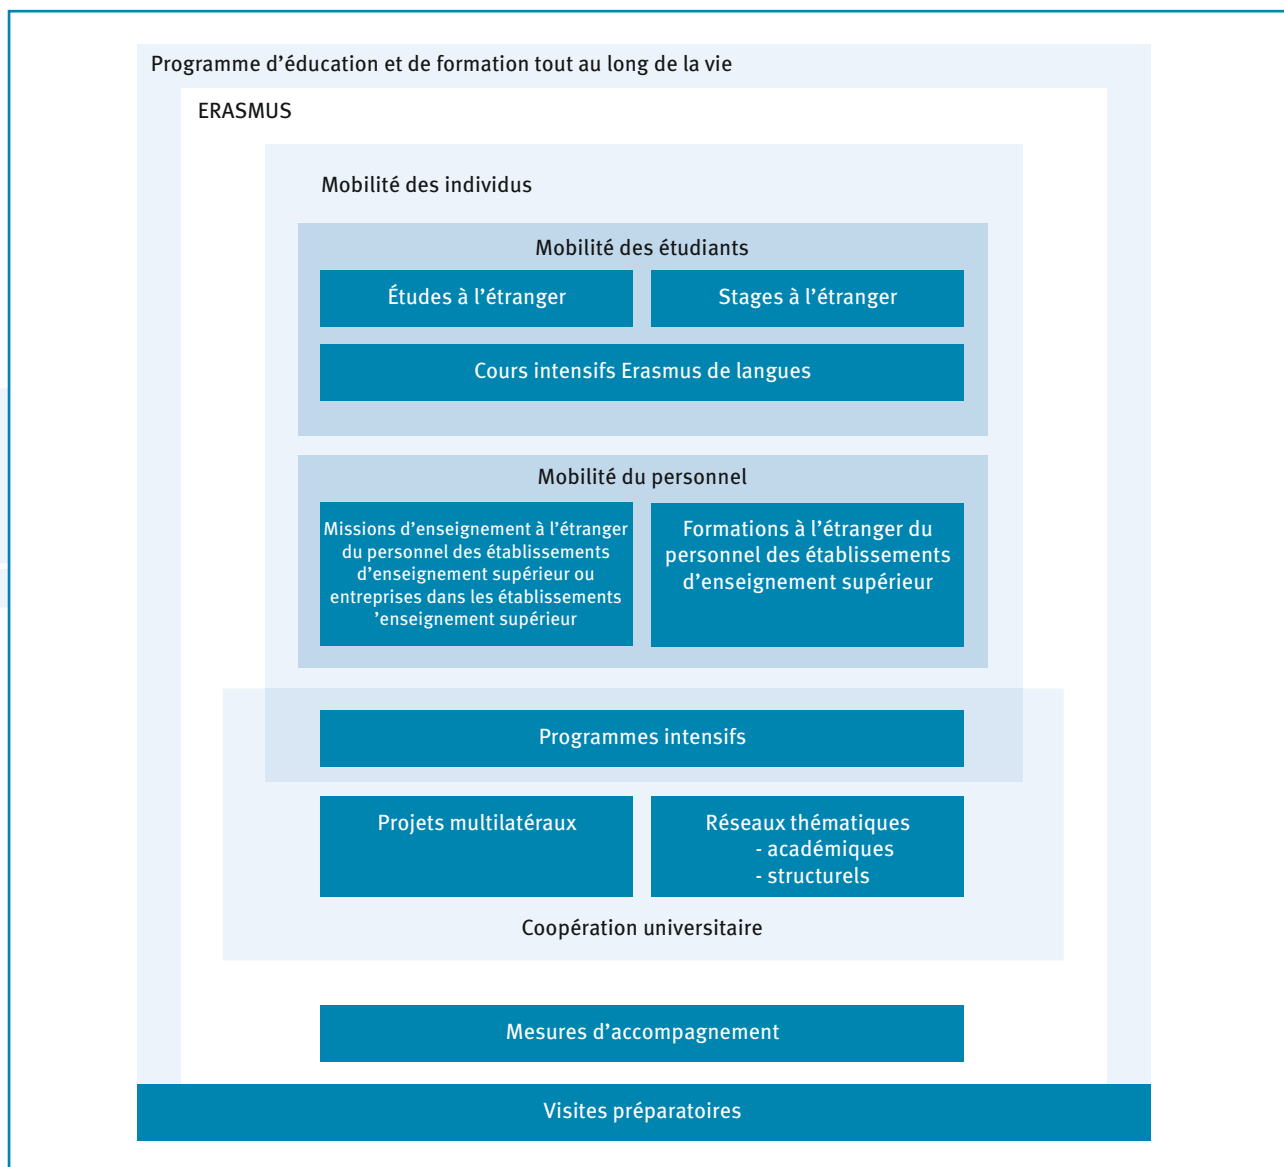 Programme d’éducation et de formation tout au long de la vie
ERASMUS
Mobilité des individus
Mobilité des étudiants
Études à l’étranger
Stages à l’étranger
Cours intensifs Erasmus de langues
Mobilité du personnel
Missions d’enseignement à l’étranger
du personnel des établissements
d’enseignement supérieur ou
entreprises dans les établissements
’enseignement supérieur
Formations à l’étranger du
personnel des établissements
d’enseignement supérieur
Programmes intensifs
Projets multilatéraux
Réseaux thématiques
- académiques
- structurels
Coopération universitaire
Mesures d’accompagnement
Visites préparatoires